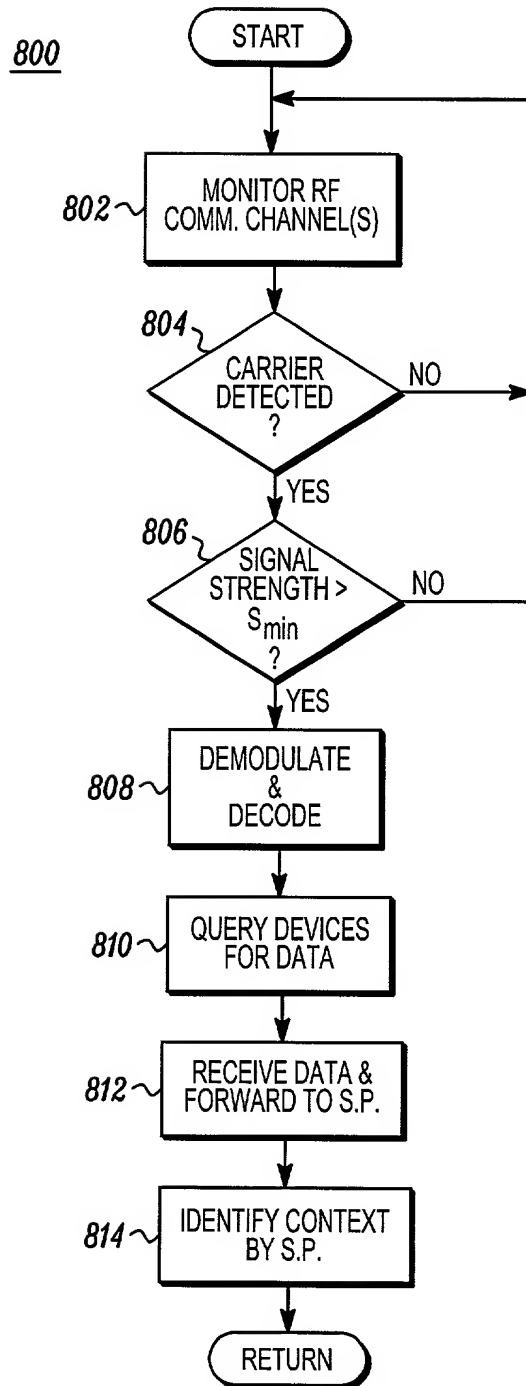 START
800
MONITOR RF
COMM. CHANNEL(S)
802
804
CARRIER
DETECTED
?
NO
YES
806
SIGNAL
STRENGTH >
Smin
?
NO
YES
DEMODULATE
&
DECODE
808
QUERY DEVICES
FOR DATA
810
RECEIVE DATA &
FORWARD TO S.P.
812
IDENTIFY CONTEXT
BY S.P.
814
RETURN